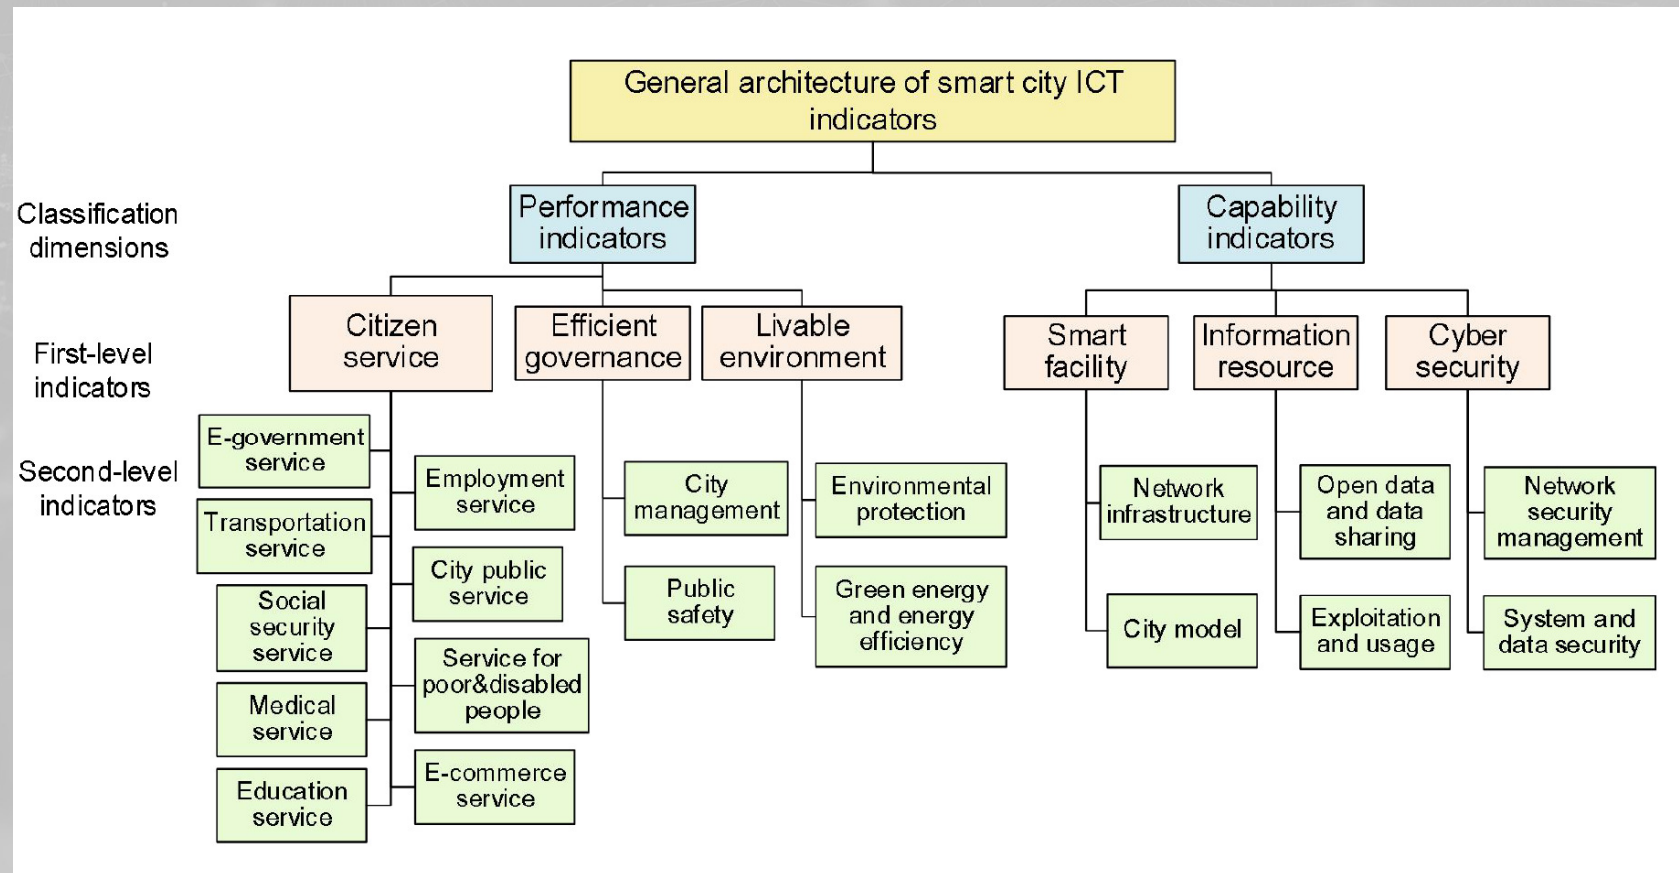 General architecture of smart city ICT
indicators
Classification
dimensions
Performance
indicators
Capability
indicators
First-level
indicators
Citizen
service
Efficient
governance
Livable
environment
Smart
facility
Information
resource
Cyber
security
Second-level
indicators
E-government
service
Transportation
service
Social
security
service
Medical
service
Education
service
Employment
service
City public
service
Service for
poor&disabled
people
E-commerce
service
City
management
Public
safety
Environmental
protection
Green energy
and energy
efficiency
Network
infrastructure
City model
Open data
and data
sharing
Exploitation
and usage
Network
security
management
System and
data security